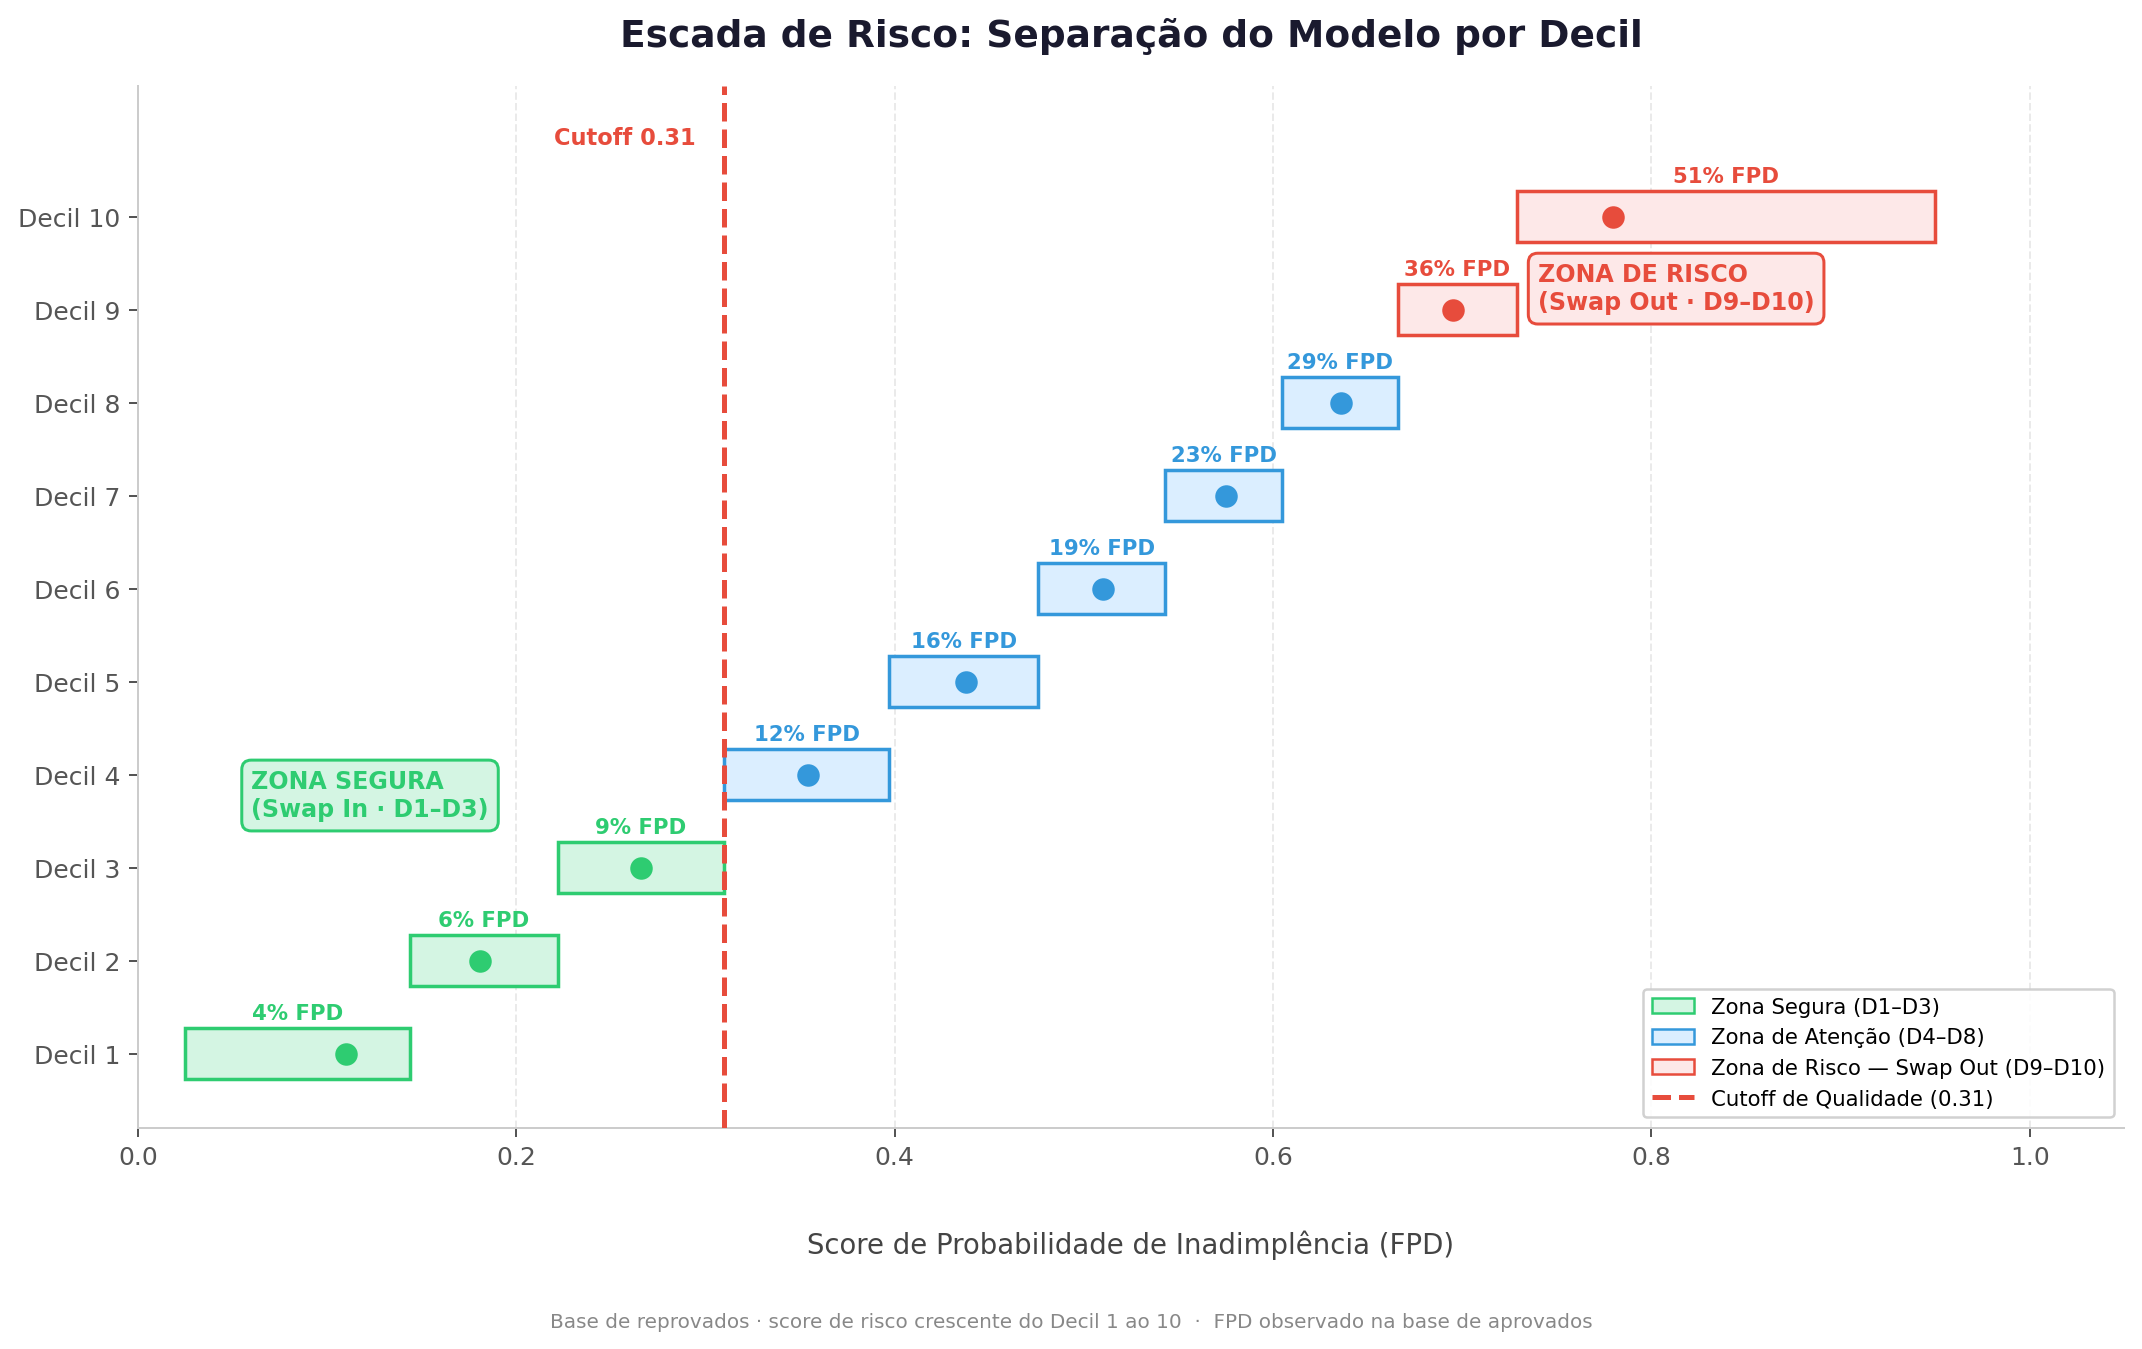 Escada de Risco: Separação do Modelo por Decil
Cutoff 0.31
51% FPD
Decil 10
ZONA DE RISCO
(Swap Out · D9–D10)
36% FPD
Decil 9
29% FPD
Decil 8
23% FPD
Decil 7
19% FPD
Decil 6
16% FPD
Decil 5
12% FPD
Decil 4
ZONA SEGURA
(Swap In · D1–D3)
9% FPD
Decil 3
6% FPD
Decil 2
4% FPD
Decil 1
Zona Segura (D1–D3)
Zona de Atenção (D4–D8)
Zona de Risco — Swap Out (D9–D10)
Cutoff de Qualidade (0.31)
0.0 0.2 0.4 0.6 0.8 1.0
Score de Probabilidade de Inadimplência (FPD)
Base de reprovados · score de risco crescente do Decil 1 ao 10 · FPD observado na base de aprovados